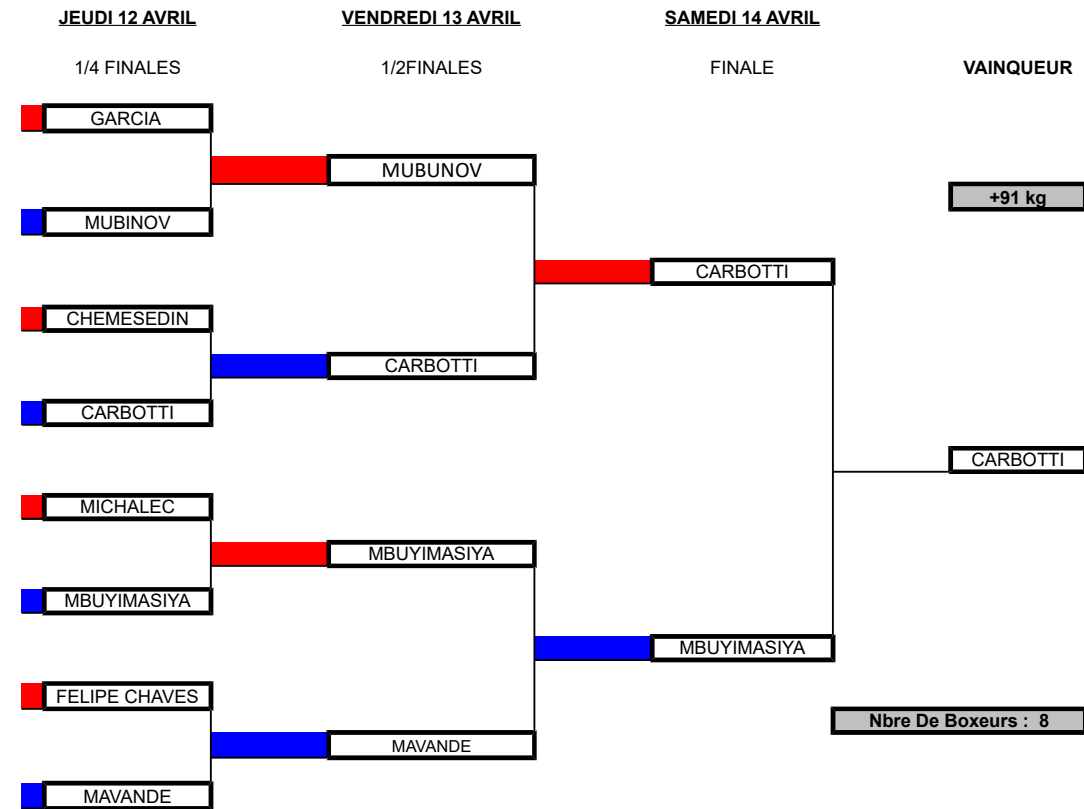 JEUDI 12 AVRIL
VENDREDI 13 AVRIL
SAMEDI 14 AVRIL
1/4 FINALES
1/2FINALES
FINALE
VAINQUEUR
GARCIA
MUBUNOV
+91 kg
MUBINOV
CARBOTTI
CHEMESEDIN
CARBOTTI
CARBOTTI
CARBOTTI
MICHALEC
MBUYIMASIYA
MBUYIMASIYA
MBUYIMASIYA
FELIPE CHAVES
Nbre De Boxeurs : 8
MAVANDE
MAVANDE